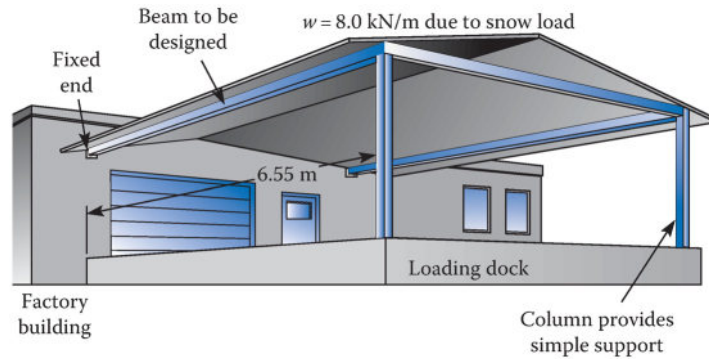 Beam to be
designed
w = 8.0 kN/m due to snow load
Fixed
end
6.55 m
Loading dock
Factory
building
Column provides
simple support